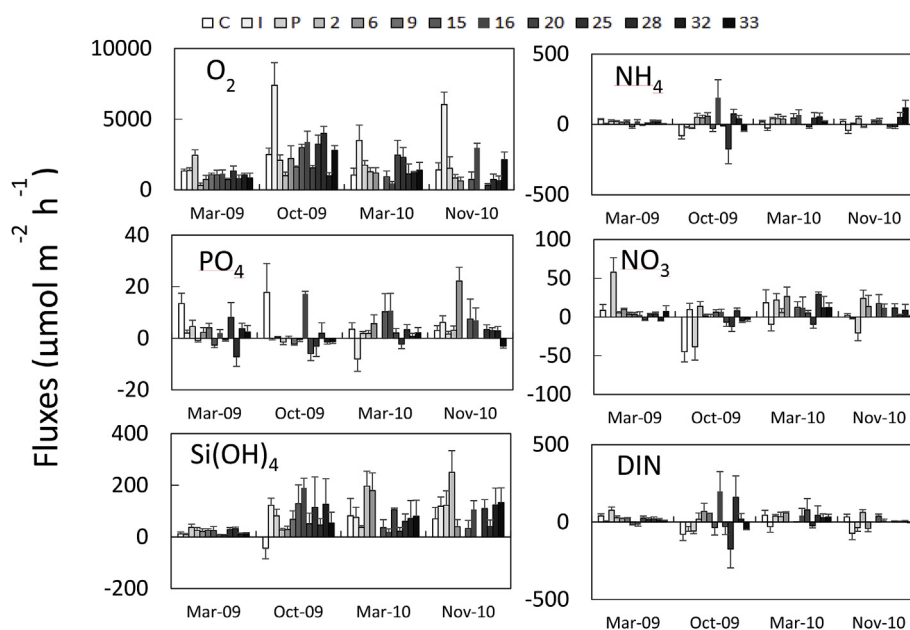 C I P 2 6 9 15 16 20 25 28 32 33
Fluxes (µmol m⁻² h⁻¹)
O₂
10000
5000
0
Mar-09 Oct-09 Mar-10 Nov-10
NH₄
500
0
-500
Mar-09 Oct-09 Mar-10 Nov-10
PO₄
40
20
0
-20
Mar-09 Oct-09 Mar-10 Nov-10
NO₃
100
50
0
-50
-100
Mar-09 Oct-09 Mar-10 Nov-10
Si(OH)₄
400
200
0
-200
Mar-09 Oct-09 Mar-10 Nov-10
DIN
500
0
-500
Mar-09 Oct-09 Mar-10 Nov-10